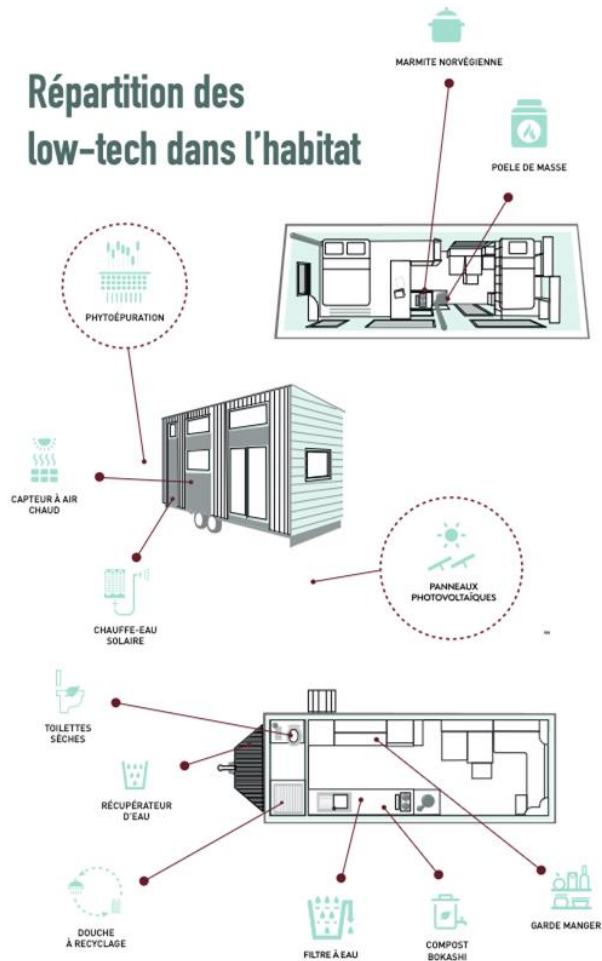 MARMITE NORVÉGIENNE
Répartition des
low-tech dans l'habitat
POELE DE MASSE
PHYTOÉPURATION
CAPTEUR À AIR
CHAUD
PANNEAUX
PHOTOVOLTAÏQUES
CHAUFFE-EAU
SOLAIRE
TOILETTES
SÈCHES
RÉCUPÉRATEUR
D'EAU
DOUCHE
À RECYCLAGE
FILTRE À EAU
COMPOST
BOKASHI
GARDE MANGER